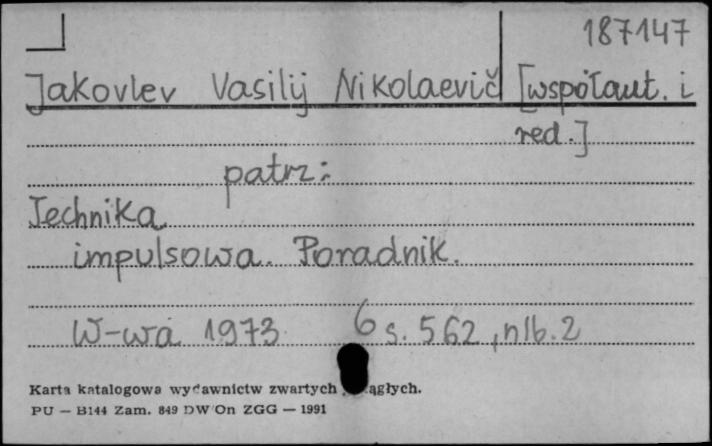 187147
Jakovlev Vasilij Nikolaevič [współaut. i
red.]
patrz:
Technika
impulsowa. Poradnik.
W-wa 1973 6 s. 562, nlb. 2
Karta katalogowa wydawnictw zwartych
PU — B144 Zam. 849 DW On ZGG — 1991